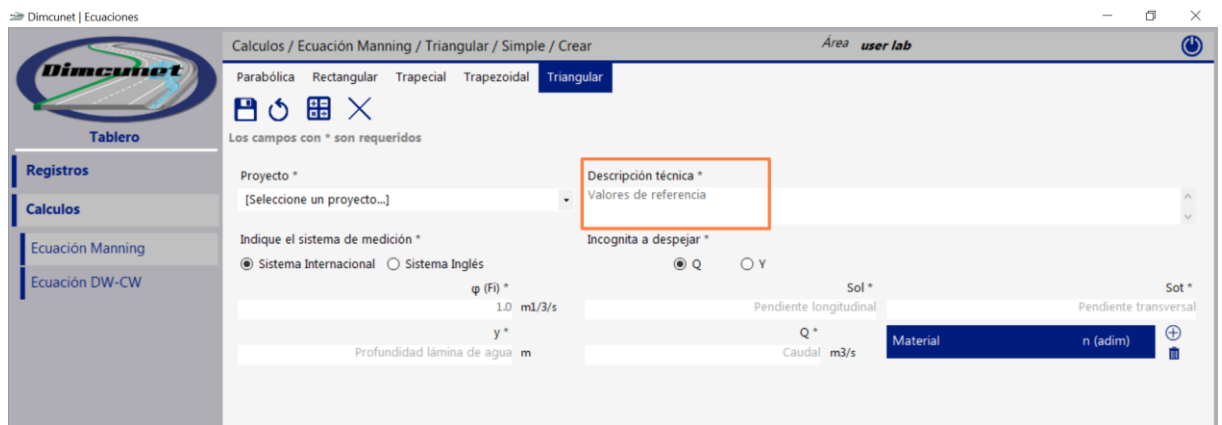 Dimcunet | Ecuaciones
Dimcunet
Tablero
Registros
Calculos
Ecuación Manning
Ecuación DW-CW
Calculos / Ecuación Manning / Triangular / Simple / Crear
Área user lab
Parabólica Rectangular Trapecial Trapezoidal Triangular
Los campos con * son requeridos
Proyecto *
[Seleccione un proyecto...]
Descripción técnica *
Valores de referencia
Indique el sistema de medición *
Sistema Internacional Sistema Inglés
Incognita a despejar *
Q Y
φ (Fi) *
1.0 m1/3/s
Sol *
Pendiente longitudinal
Sot *
Pendiente transversal
y *
Profundidad lámina de agua m
Q *
Caudal m3/s
Material n (adim)